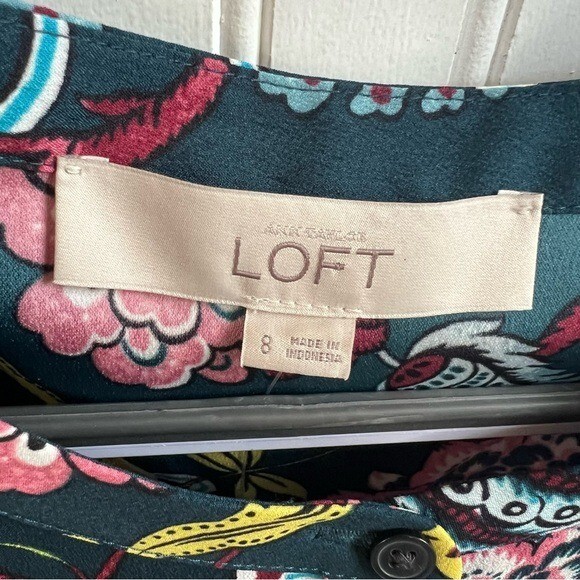 ANN TAYLOR
LOFT
8
MADE IN
INDONESIA